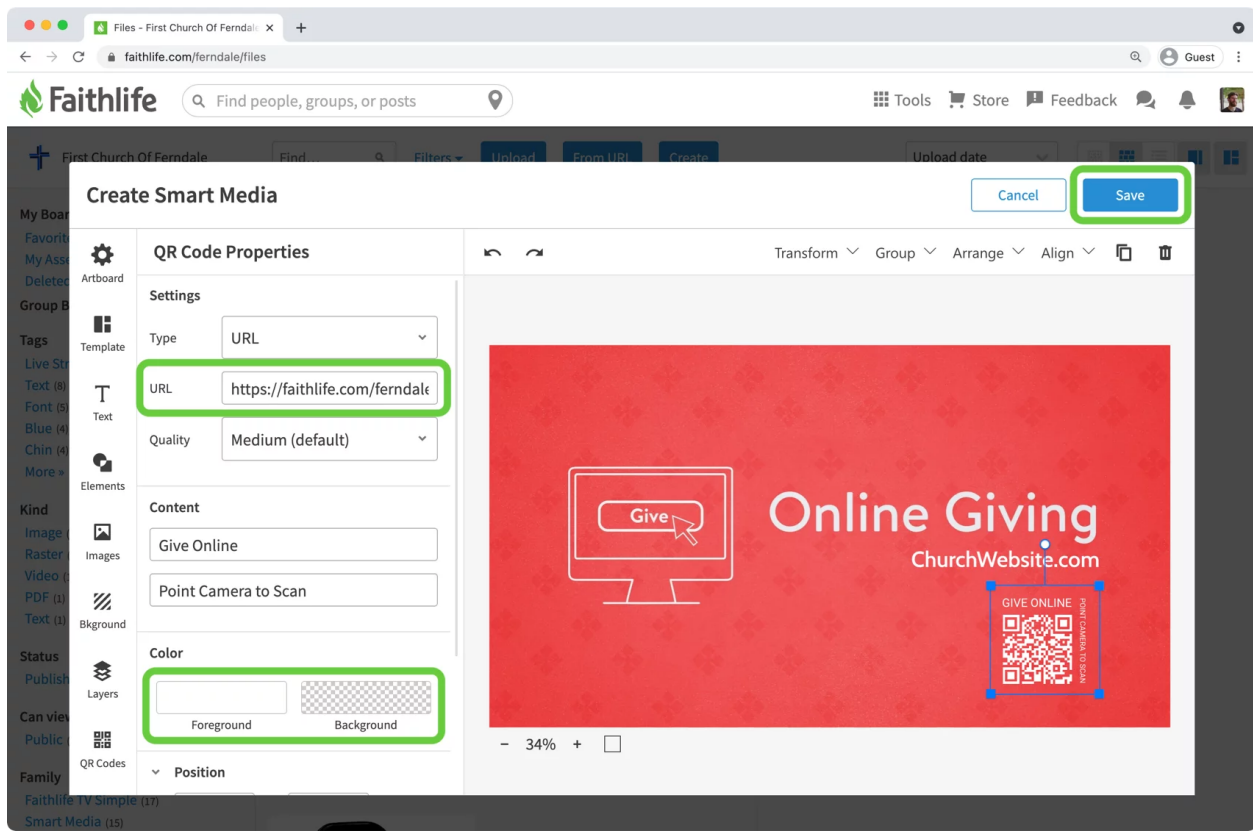 Files - First Church Of Ferndale
faithlife.com/ferndale/files
Guest
Faithlife
Find people, groups, or posts
Tools
Store
Feedback
First Church Of Ferndale
Find...
Filters
Upload
From URL
Create
Upload date
Create Smart Media
Cancel
Save
My Boar
Favorit
My Asse
Deleted
Group B
Tags
Live Str
Text (8)
Font (5)
Blue (4)
Chin (4)
More »
Kind
Image (
Raster
Video (
PDF (1)
Text (1)
Status
Publish
Can view
Public (
Family
Faithlife TV Simple (17)
Smart Media (15)
Artboard
Template
Text
Elements
Images
Bkground
Layers
QR Codes
QR Code Properties
Settings
Type
URL
URL
https://faithlife.com/ferndale
Quality
Medium (default)
Content
Give Online
Point Camera to Scan
Color
Foreground
Background
Position
Transform
Group
Arrange
Align
Give
Online Giving
ChurchWebsite.com
GIVE ONLINE
POINT CAMERA TO SCAN
− 34% +